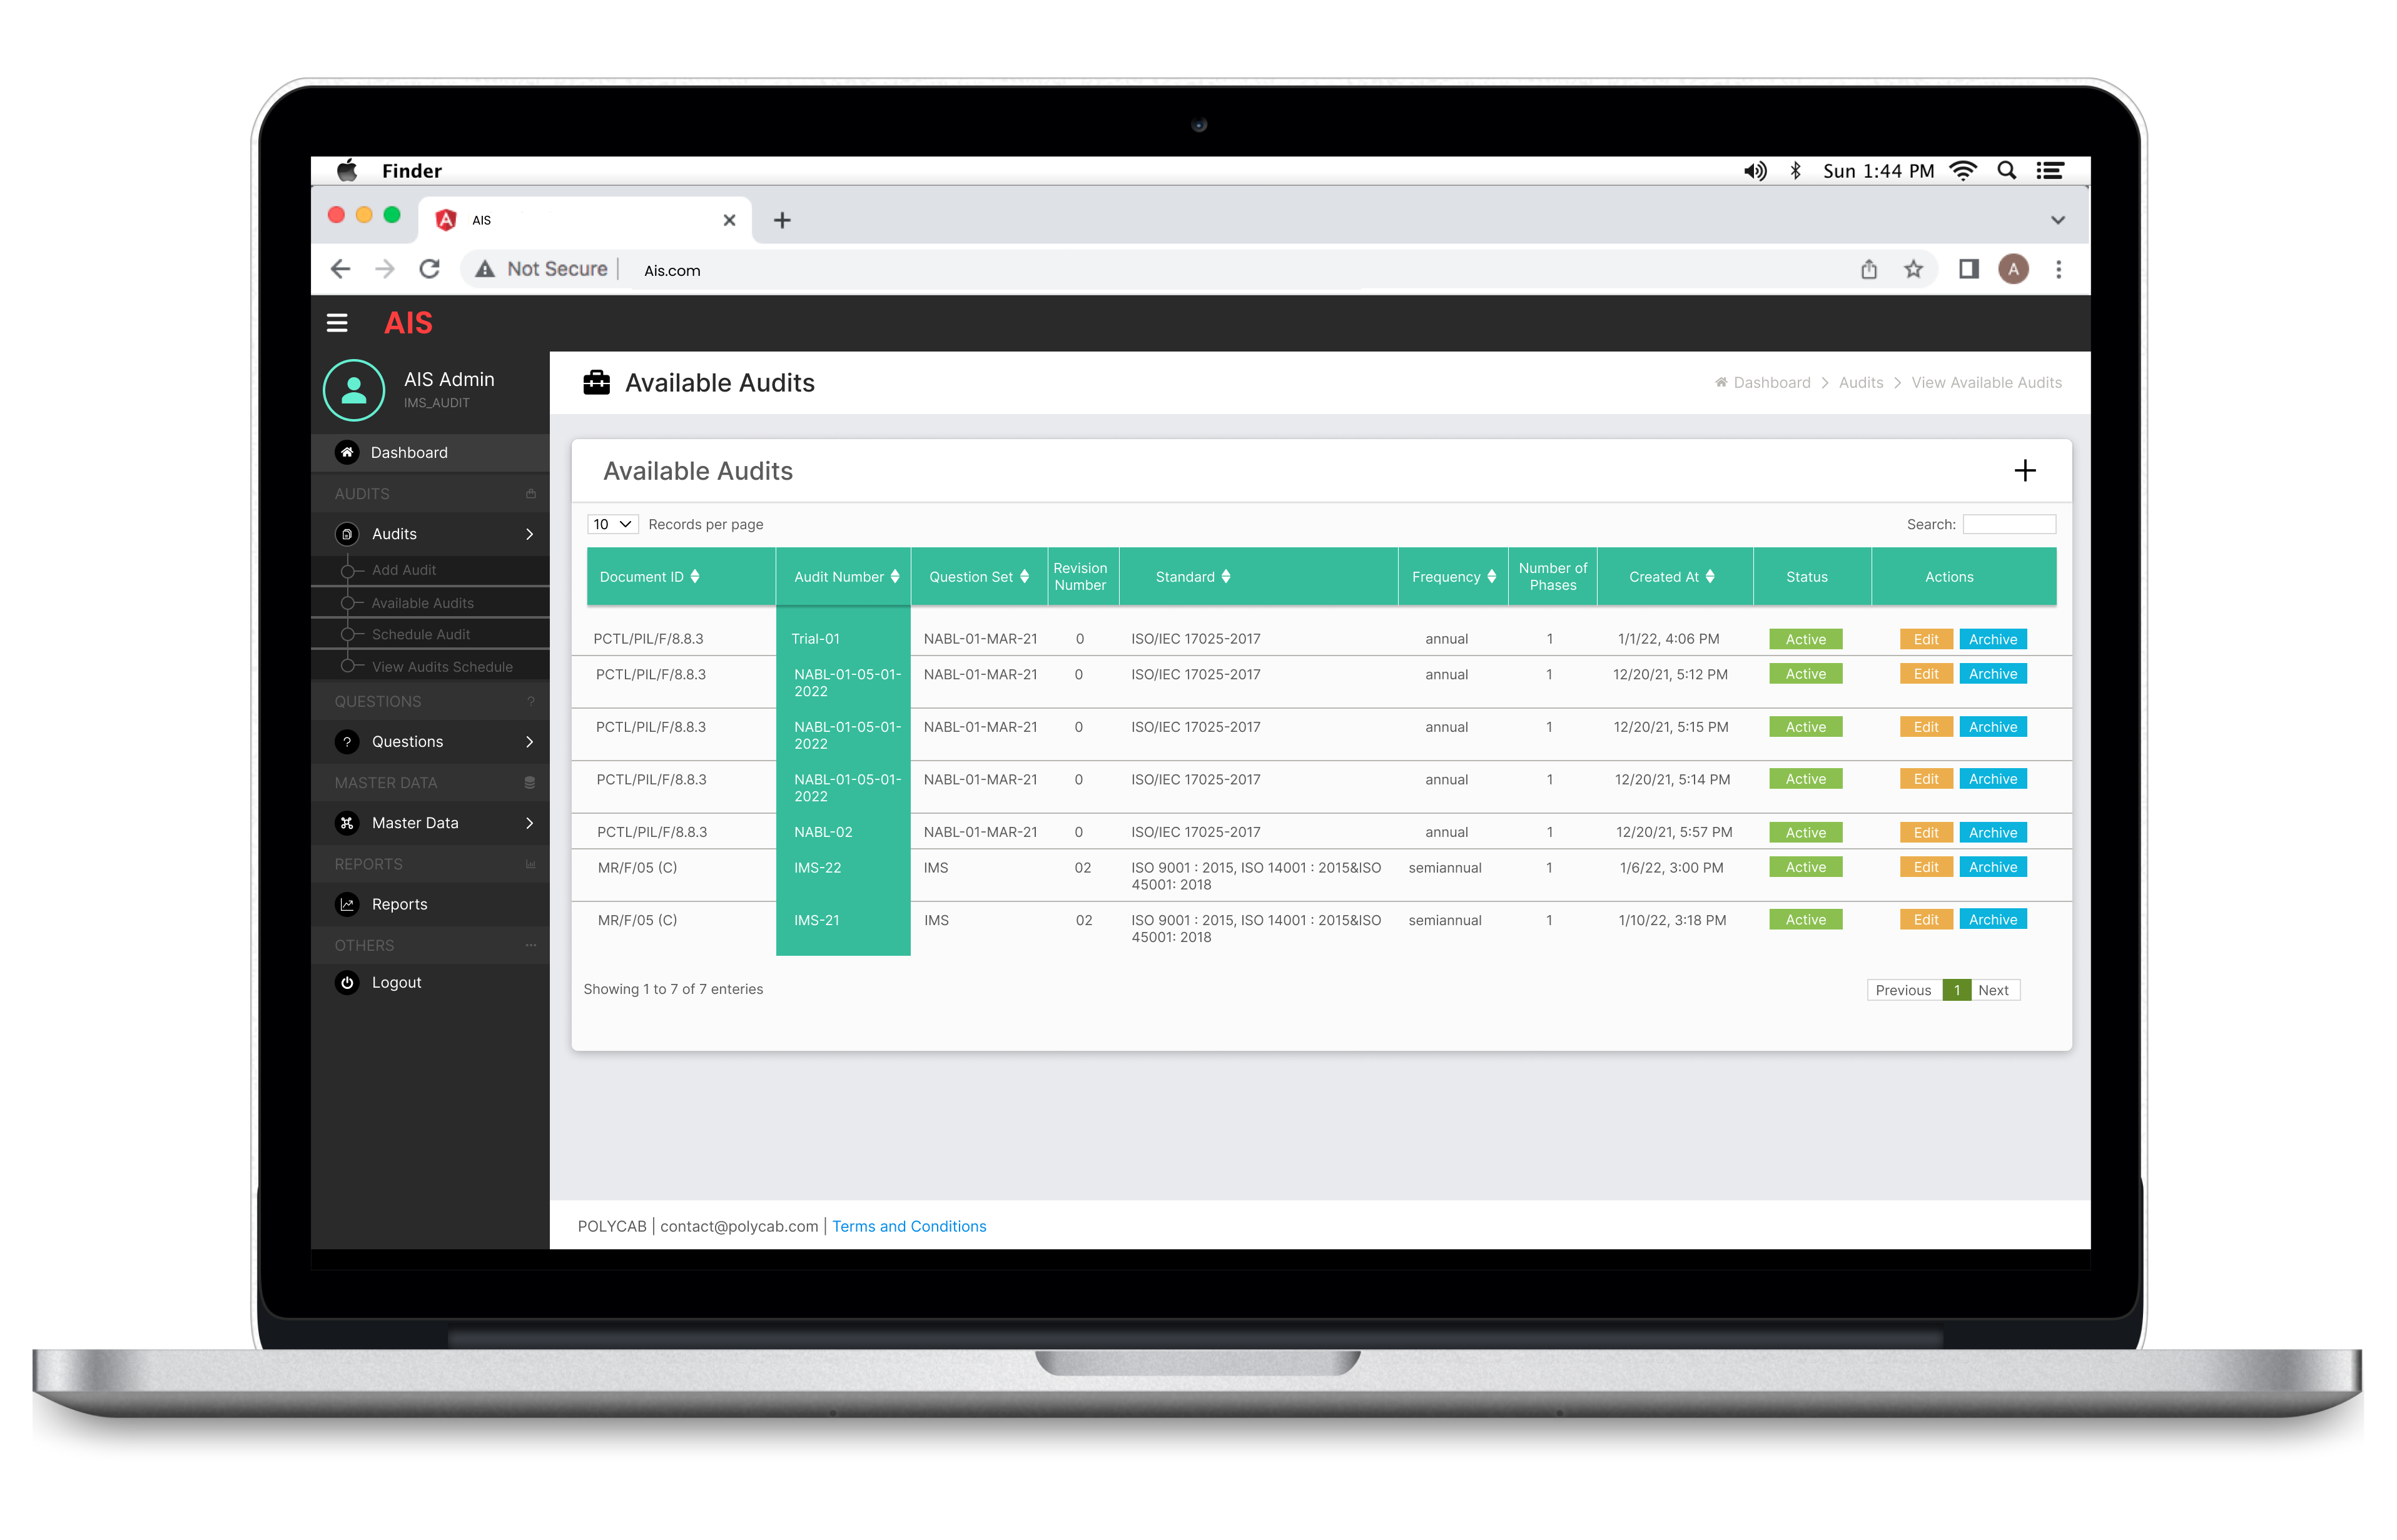 Finder
Sun 1:44 PM
AIS
Not Secure
Ais.com
A
AIS
AIS Admin
IMS_AUDIT
Available Audits
Dashboard > Audits > View Available Audits
Dashboard
AUDITS
Audits
Add Audit
Available Audits
Schedule Audit
View Audits Schedule
QUESTIONS ?
? Questions
MASTER DATA
Master Data
REPORTS
Reports
OTHERS
Logout
Available Audits
10 Records per page
Search:
Document ID Audit Number Question Set Revision Number Standard Frequency Number of Phases Created At Status Actions
PCTL/PIL/F/8.8.3 Trial-01 NABL-01-MAR-21 0 ISO/IEC 17025-2017 annual 1 1/1/22, 4:06 PM Active Edit Archive
PCTL/PIL/F/8.8.3 NABL-01-05-01- NABL-01-MAR-21 0 ISO/IEC 17025-2017 annual 1 12/20/21, 5:12 PM Active Edit Archive
2022
PCTL/PIL/F/8.8.3 NABL-01-05-01- NABL-01-MAR-21 0 ISO/IEC 17025-2017 annual 1 12/20/21, 5:15 PM Active Edit Archive
2022
PCTL/PIL/F/8.8.3 NABL-01-05-01- NABL-01-MAR-21 0 ISO/IEC 17025-2017 annual 1 12/20/21, 5:14 PM Active Edit Archive
2022
PCTL/PIL/F/8.8.3 NABL-02 NABL-01-MAR-21 0 ISO/IEC 17025-2017 annual 1 12/20/21, 5:57 PM Active Edit Archive
MR/F/05 (C) IMS-22 IMS 02 ISO 9001 : 2015, ISO 14001 : 2015&ISO semiannual 1 1/6/22, 3:00 PM Active Edit Archive
45001: 2018
MR/F/05 (C) IMS-21 IMS 02 ISO 9001 : 2015, ISO 14001 : 2015&ISO semiannual 1 1/10/22, 3:18 PM Active Edit Archive
45001: 2018
Showing 1 to 7 of 7 enteries
Previous 1 Next
POLYCAB | contact@polycab.com | Terms and Conditions